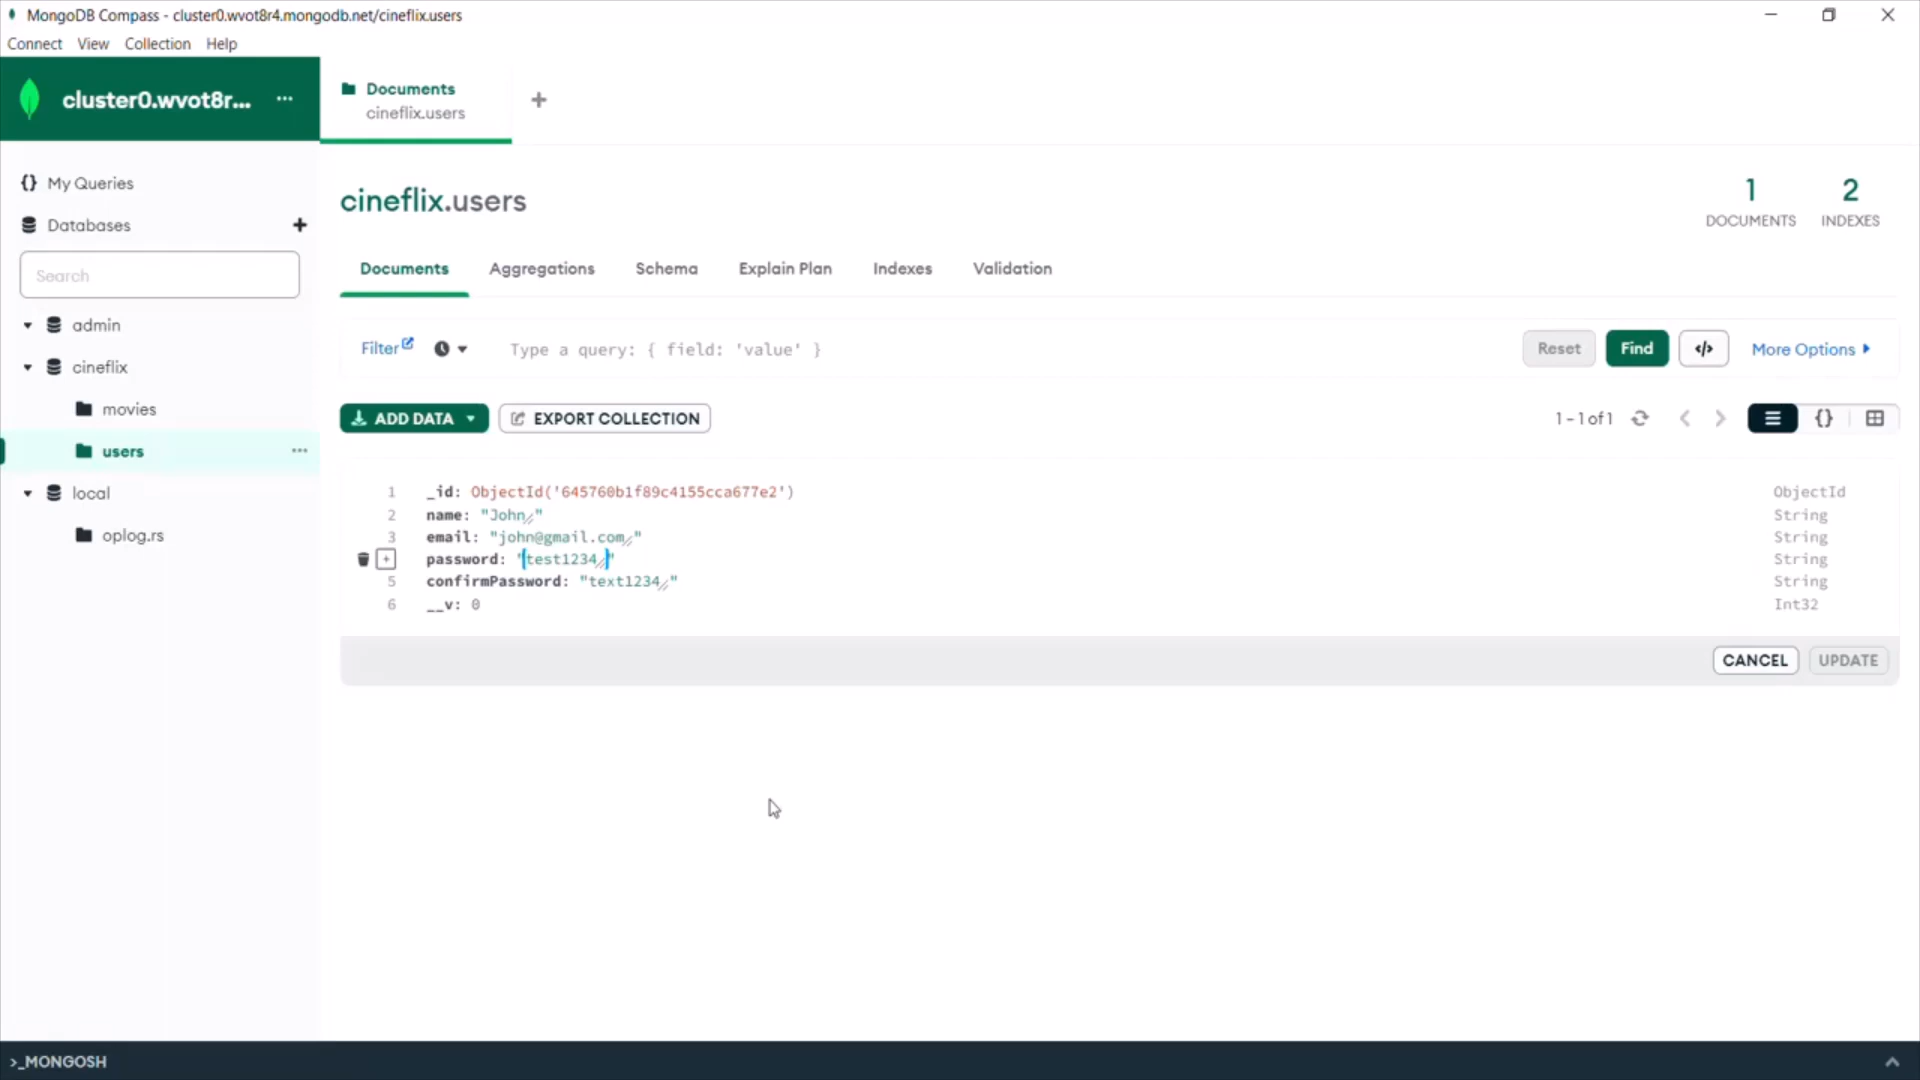 MongoDB Compass - cluster0.wvot8r4.mongodb.net/cineflix.users
Connect View Collection Help
cluster0.wvot8r... ...
Documents
cineflix.users
+
{} My Queries
Databases +
Search
admin
cineflix
movies
users ...
local
oplog.rs
cineflix.users
1
DOCUMENTS
2
INDEXES
Documents Aggregations Schema Explain Plan Indexes Validation
Filter Type a query: { field: 'value' } Reset Find </> More Options
ADD DATA EXPORT COLLECTION 1 - 1 of 1 {}
1 _id: ObjectId('645760b1f89c4155cca677e2') ObjectId
2 name: "John" String
3 email: "john@gmail.com" String
+ password: "test1234" String
5 confirmPassword: "text1234" String
6 __v: 0 Int32
CANCEL UPDATE
>_MONGOSH